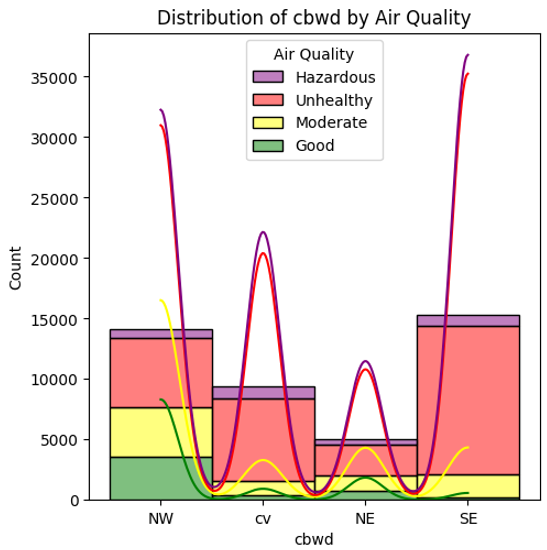 Distribution of cbwd by Air Quality
Air Quality
Hazardous
Unhealthy
Moderate
Good
Count
35000
30000
25000
20000
15000
10000
5000
0
NW cv NE SE
cbwd